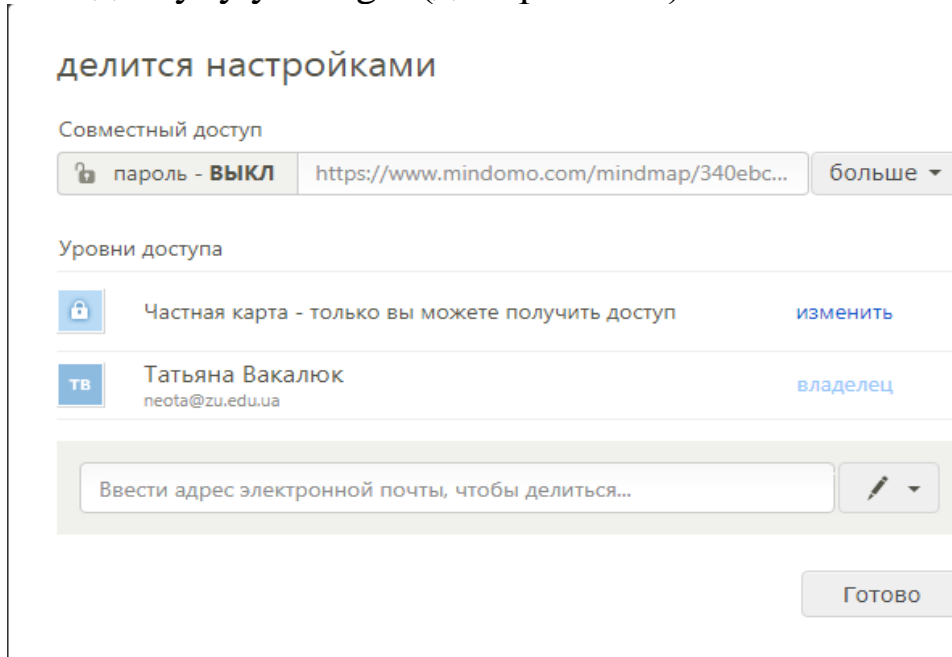 делится настройками
Совместный доступ
пароль - ВЫКЛ https://www.mindomo.com/mindmap/340ebc... больше
Уровни доступа
Частная карта - только вы можете получить доступ изменить
ТВ Татьяна Вакалюк владелец
neota@zu.edu.ua
Ввести адрес электронной почты, чтобы делиться...
Готово